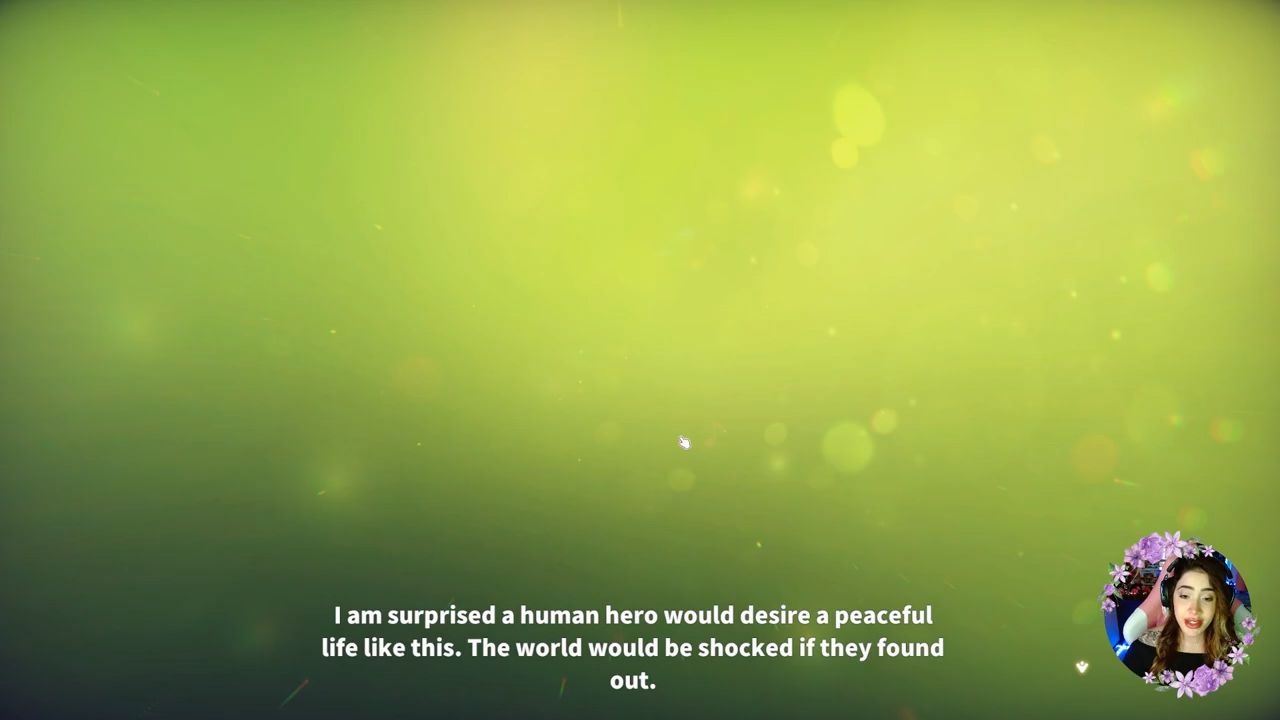 I am surprised a human hero would desire a peaceful
life like this. The world would be shocked if they found
out.